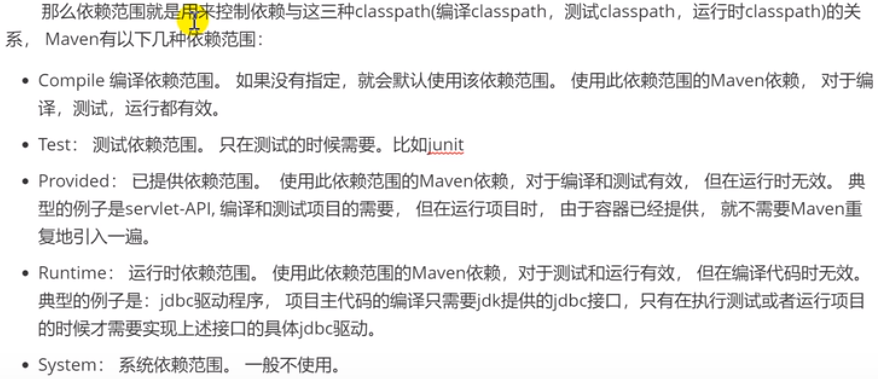 那么依赖范围就是用来控制依赖与这三种classpath(编译classpath，测试classpath，运行时classpath)的关
系， Maven有以下几种依赖范围：
• Compile 编译依赖范围。 如果没有指定，就会默认使用该依赖范围。 使用此依赖范围的Maven依赖， 对于编
译，测试，运行都有效。
• Test： 测试依赖范围。 只在测试的时候需要。比如junit
• Provided： 已提供依赖范围。 使用此依赖范围的Maven依赖，对于编译和测试有效， 但在运行时无效。 典
型的例子是servlet-API, 编译和测试项目的需要， 但在运行项目时， 由于容器已经提供， 就不需要Maven重
复地引入一遍。
• Runtime： 运行时依赖范围。 使用此依赖范围的Maven依赖，对于测试和运行有效， 但在编译代码时无效。
典型的例子是：jdbc驱动程序， 项目主代码的编译只需要jdk提供的jdbc接口，只有在执行测试或者运行项目
的时候才需要实现上述接口的具体jdbc驱动。
• System： 系统依赖范围。 一般不使用。